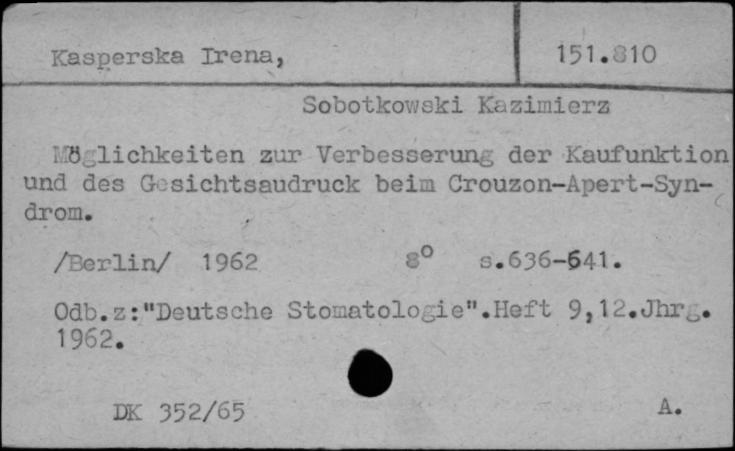 Kasperska Irena, 151.810
Sobotkowski Kazimierz
Möglichkeiten zur Verbesserung der Kaufunktion
und des Gesichtsaudruck beim Crouzon-Apert-Syn-
drom.
/Berlin/ 1962 8° s.636-641.
Odb.z:"Deutsche Stomatologie".Heft 9,12.Jhrg.
1962.
DK 352/65 A.